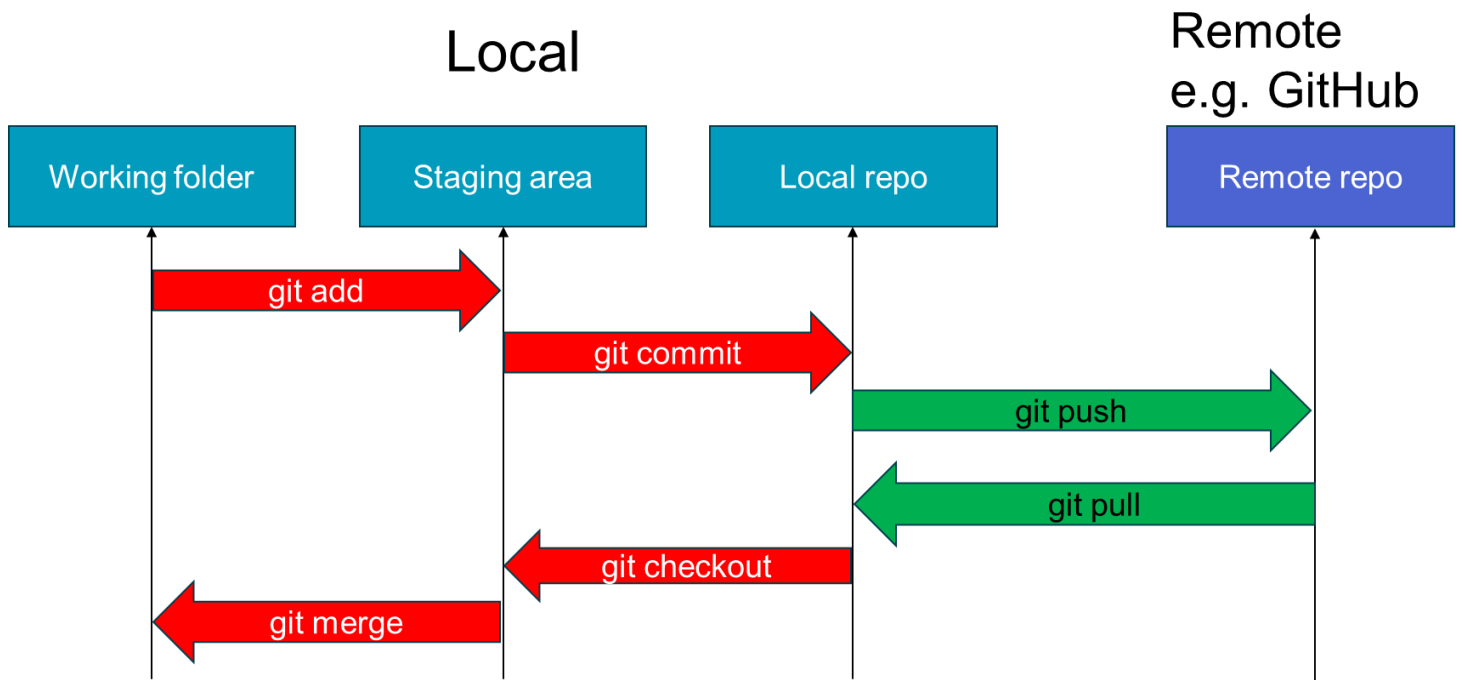 Local
Remote
e.g. GitHub
Working folder
Staging area
Local repo
Remote repo
git add
git commit
git push
git pull
git checkout
git merge